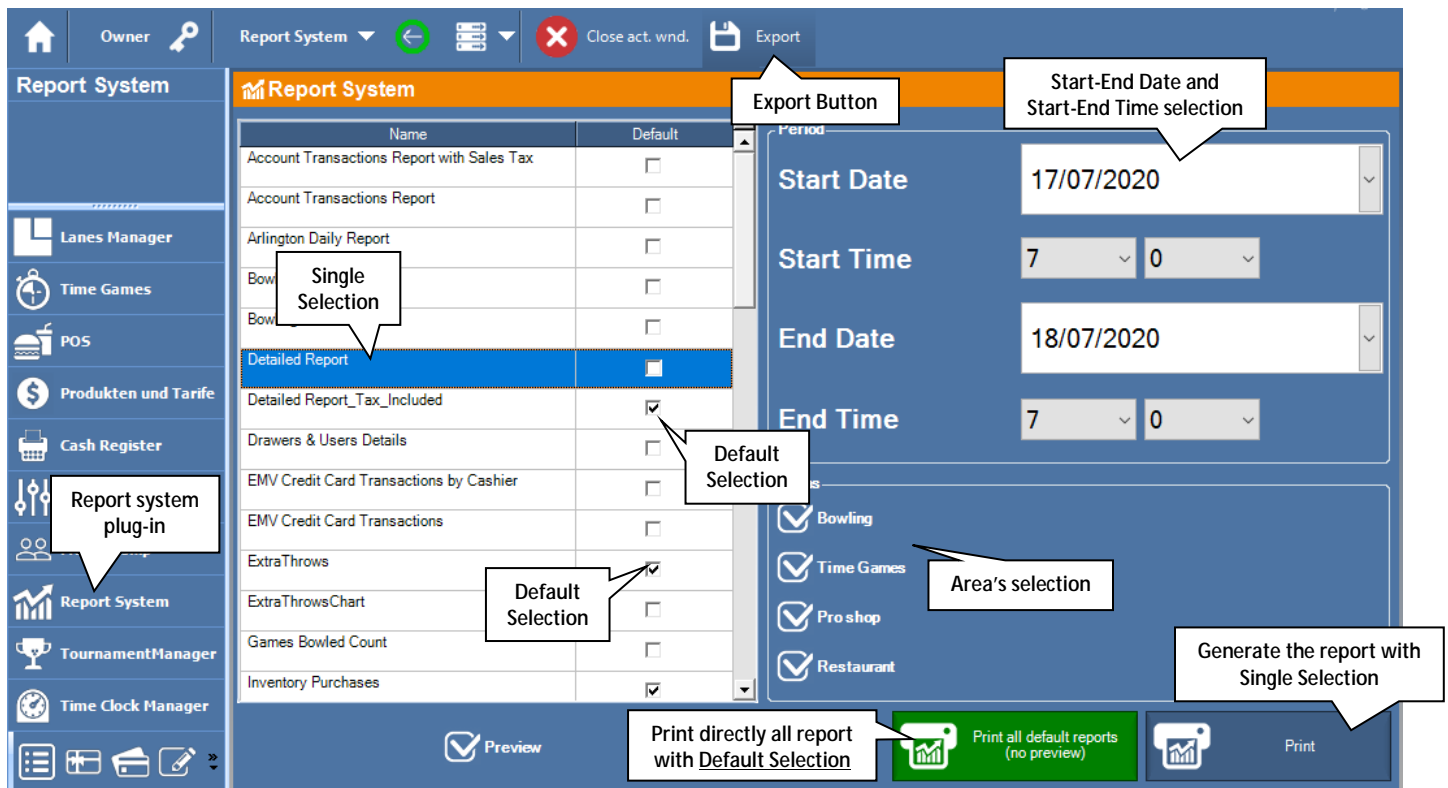 Owner
Report System
Close act. wnd.
Export
Report System
Report System
Export Button
Start-End Date and
Start-End Time selection
Name
Default
Period
Account Transactions Report with Sales Tax
Account Transactions Report
Arlington Daily Report
Single
Selection
Detailed Report
Detailed Report_Tax_Included
Drawers & Users Details
EMV Credit Card Transactions by Cashier
EMV Credit Card Transactions
ExtraThrows
ExtraThrowsChart
Games Bowled Count
Inventory Purchases
Default
Selection
Default
Selection
Start Date
17/07/2020
Start Time
7
0
End Date
18/07/2020
End Time
7
0
Bowling
Time Games
Pro shop
Restaurant
Area's selection
Lanes Manager
Time Games
POS
Produkten und Tarife
Cash Register
Report system
plug-in
Report System
TournamentManager
Time Clock Manager
Generate the report with
Single Selection
Preview
Print directly all report
with Default Selection
Print all default reports
(no preview)
Print